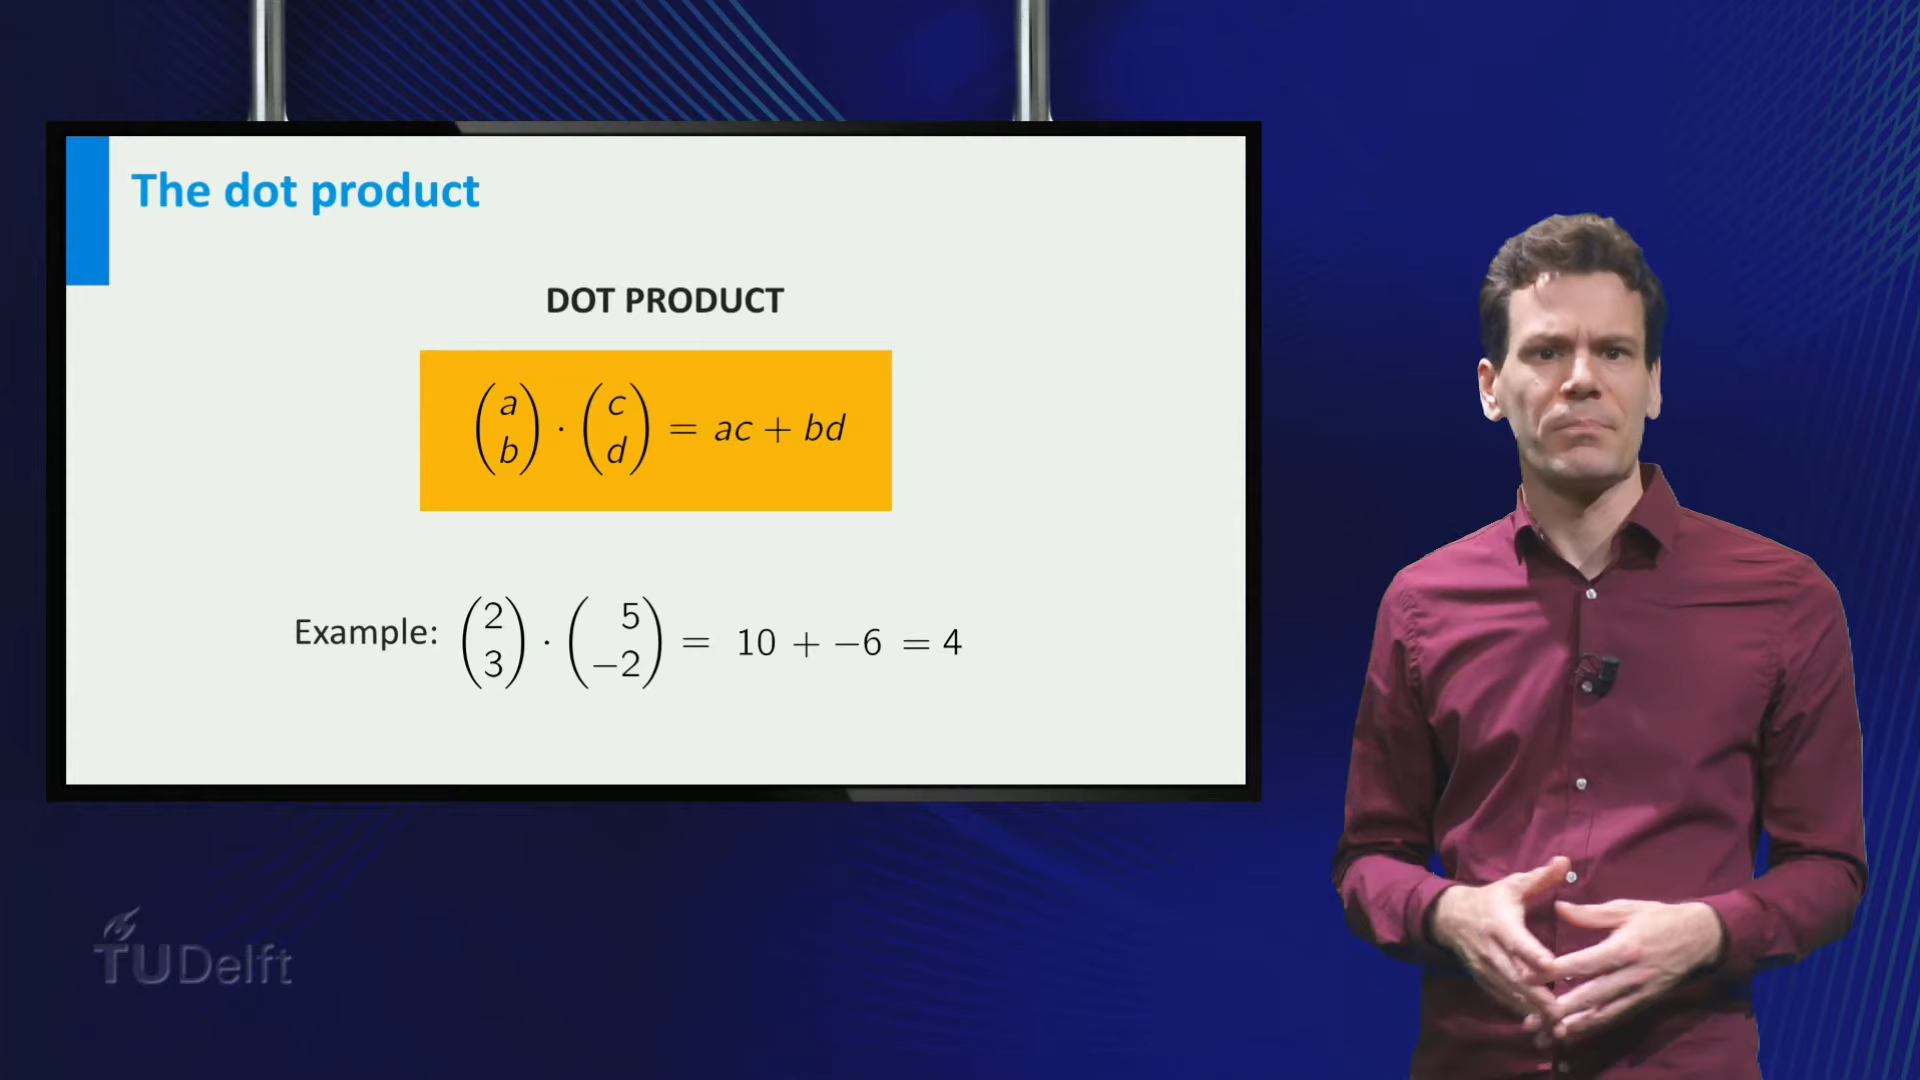 The dot product
DOT PRODUCT
(a b) · (c d) = ac + bd
Example: (2 3) · (5 −2) = 10 + −6 = 4
TUDelft